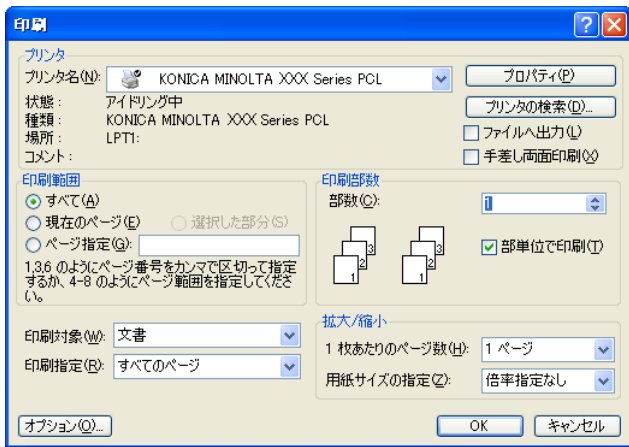 印刷
プリンタ
プリンタ名(N): KONICA MINOLTA XXX Series PCL プロパティ(P)
状態: アイドリング中 プリンタの検索(D)...
種類: KONICA MINOLTA XXX Series PCL
場所: LPT1: ファイルへ出力(L)
コメント: 手差し両面印刷(X)
印刷範囲
すべて(A)
現在のページ(E) 選択した部分(S)
ページ指定(G):
1,3,6 のようにページ番号をカンマで区切って指定
するか、4-8 のようにページ範囲を指定してくださ
い。
印刷部数
部数(C): 1
部単位で印刷(T)
3 3
2 2
1 1
印刷対象(W): 文書
印刷指定(R): すべてのページ
拡大/縮小
1 枚あたりのページ数(H): 1 ページ
用紙サイズの指定(Z): 倍率指定なし
オプション(O)... OK キャンセル